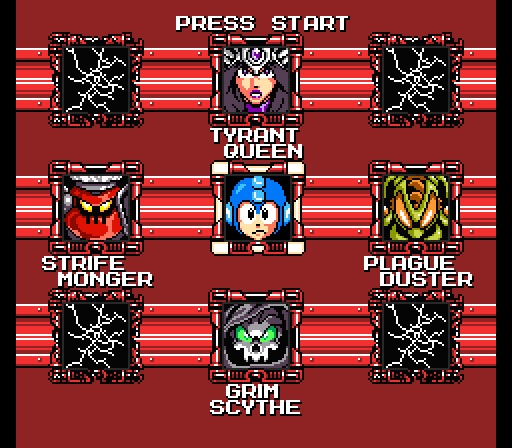 PRESS START
TYRANT
QUEEN
STRIFE
MONGER
PLAGUE
DUSTER
GRIM
SCYTHE